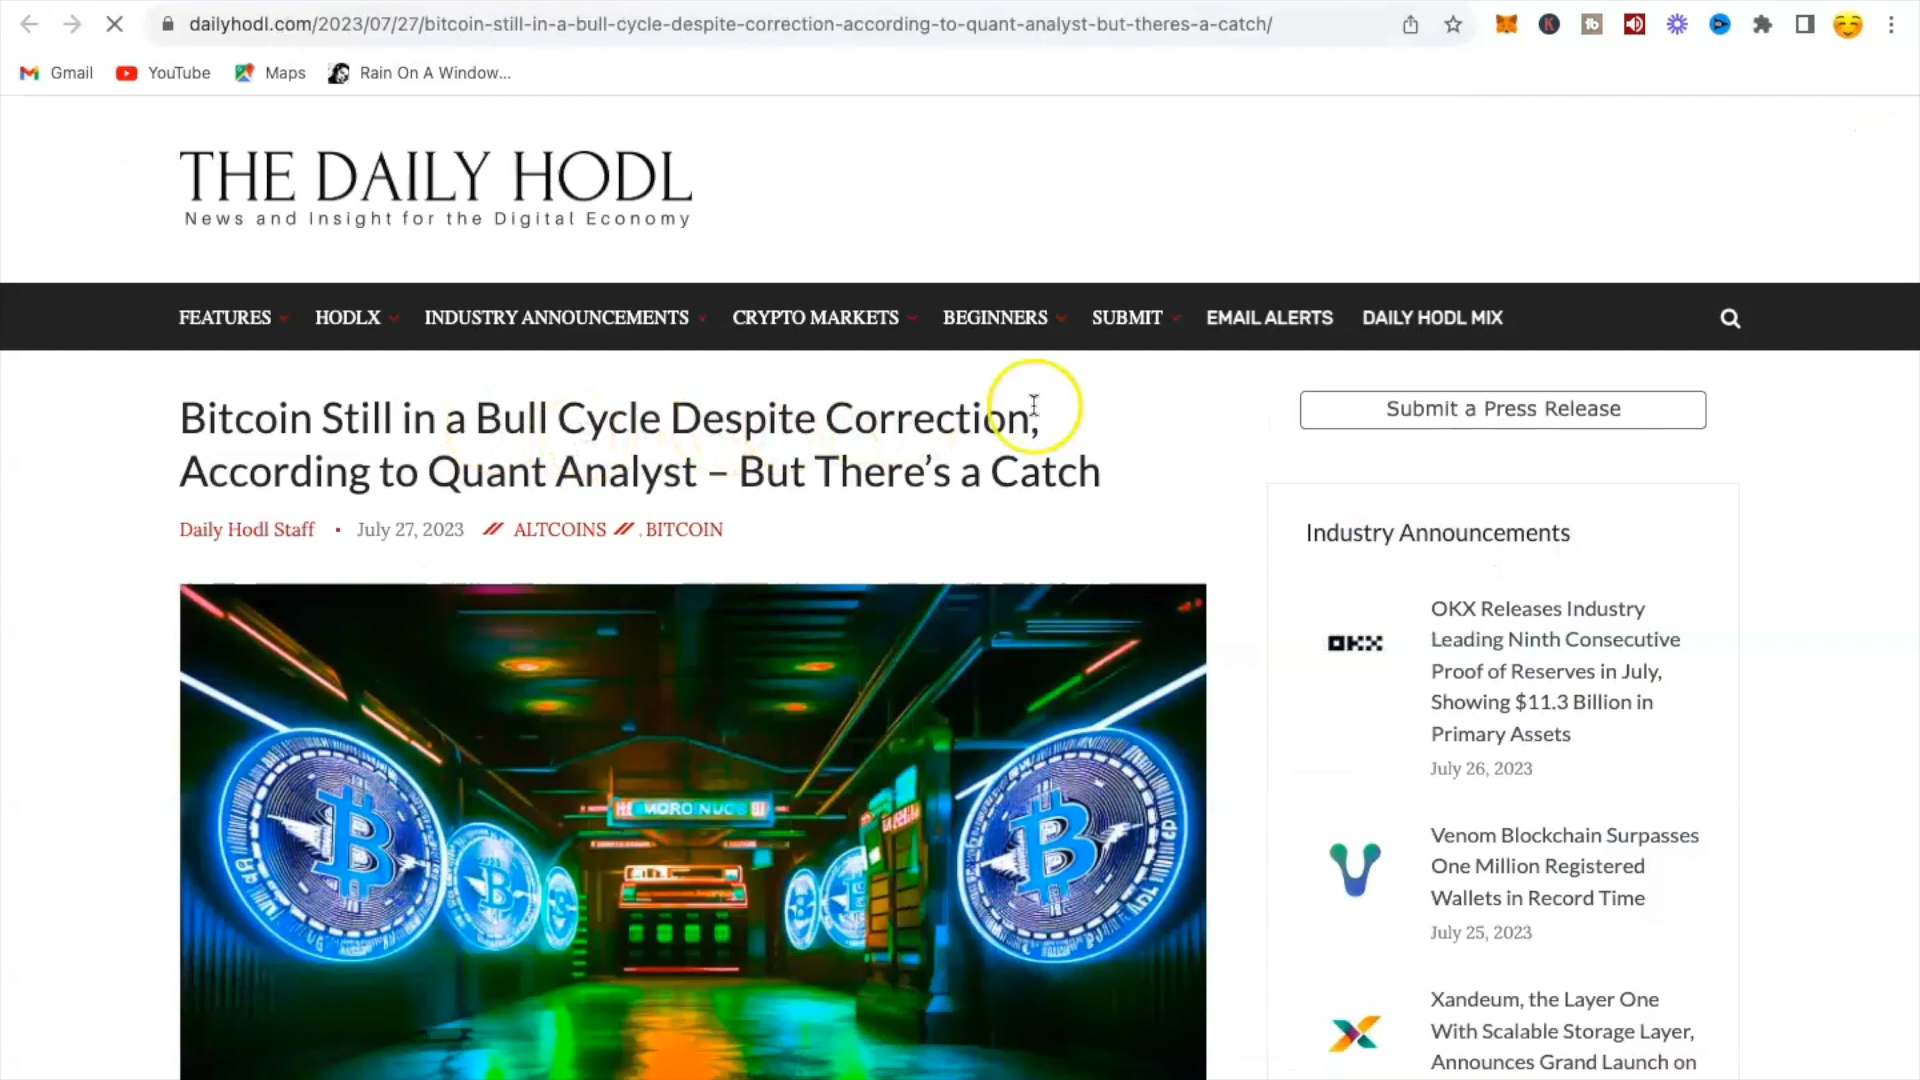 dailyhodl.com/2023/07/27/bitcoin-still-in-a-bull-cycle-despite-correction-according-to-quant-analyst-but-theres-a-catch/
Gmail YouTube Maps Rain On A Window...
THE DAILY HODL
News and Insight for the Digital Economy
FEATURES HODLX INDUSTRY ANNOUNCEMENTS CRYPTO MARKETS BEGINNERS SUBMIT EMAIL ALERTS DAILY HODL MIX
Bitcoin Still in a Bull Cycle Despite Correction,
According to Quant Analyst – But There's a Catch
Daily Hodl Staff • July 27, 2023 // ALTCOINS // . BITCOIN
Submit a Press Release
Industry Announcements
OKX
OKX Releases Industry
Leading Ninth Consecutive
Proof of Reserves in July,
Showing $11.3 Billion in
Primary Assets
July 26, 2023
Venom Blockchain Surpasses
One Million Registered
Wallets in Record Time
July 25, 2023
Xandeum, the Layer One
With Scalable Storage Layer,
Announces Grand Launch on